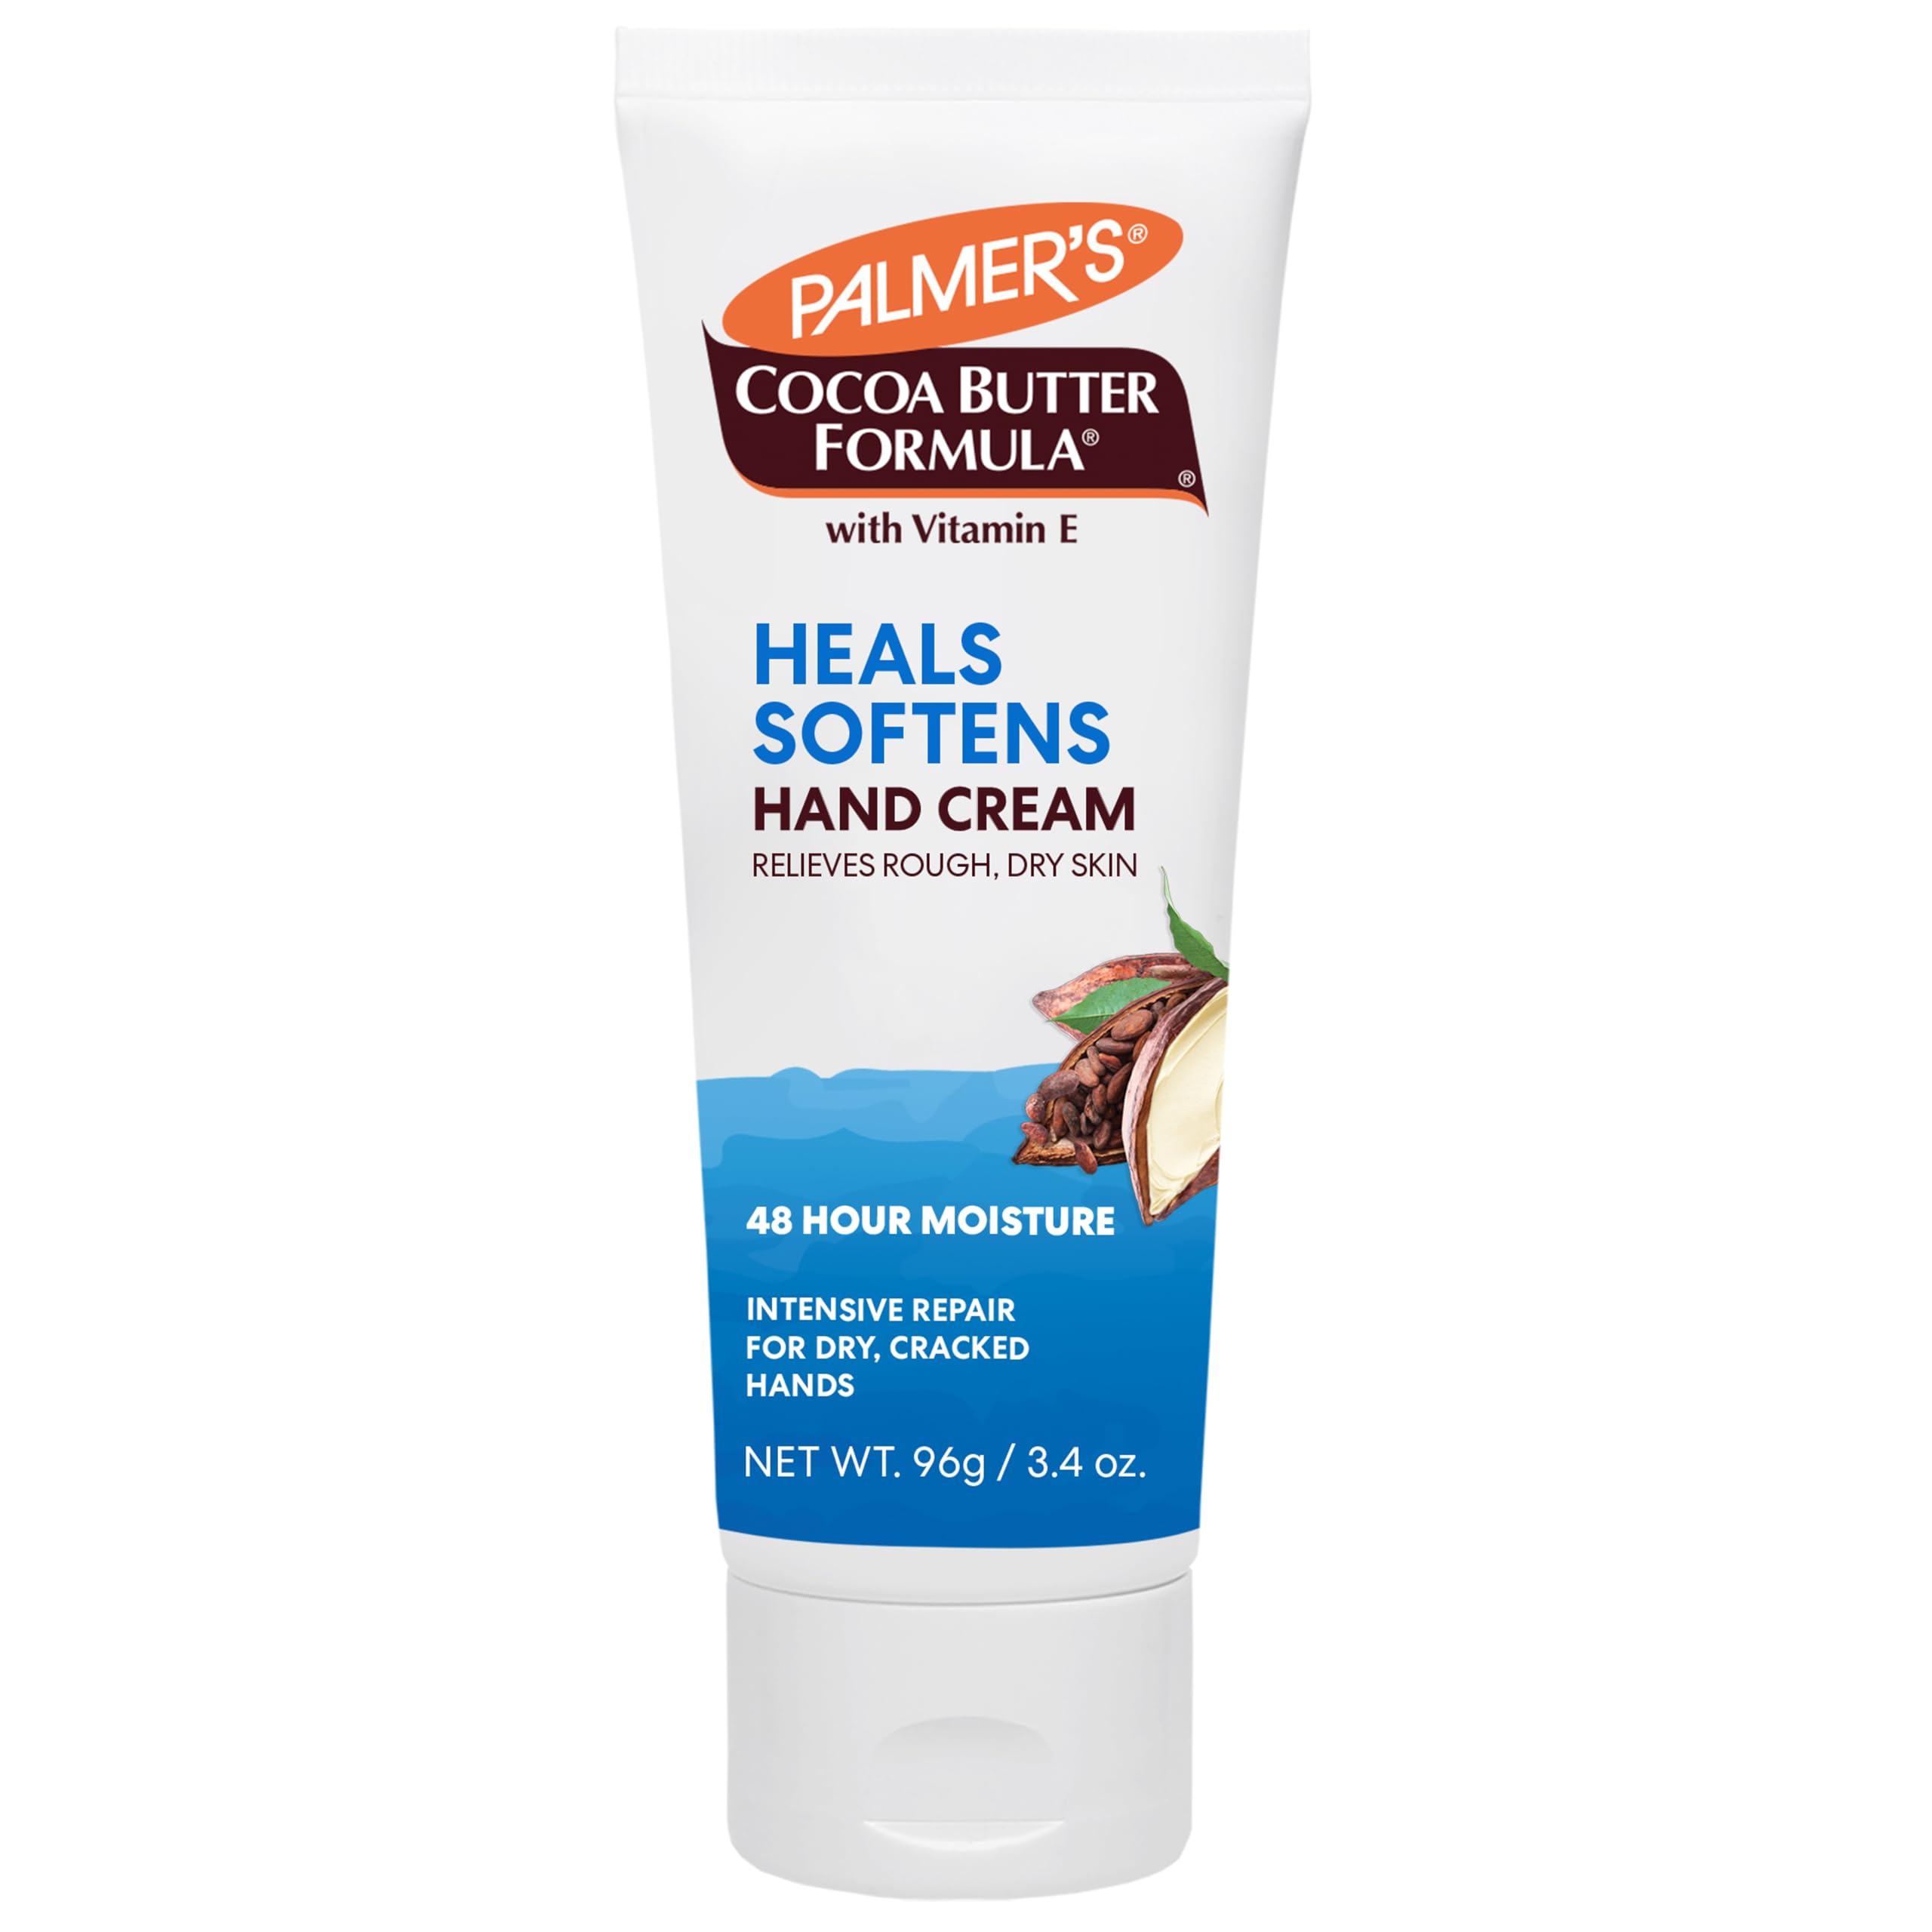 PALMER'S®
COCOA BUTTER
FORMULA®
®
with Vitamin E
HEALS
SOFTENS
HAND CREAM
RELIEVES ROUGH, DRY SKIN
48 HOUR MOISTURE
INTENSIVE REPAIR
FOR DRY, CRACKED
HANDS
NET WT. 96g / 3.4 oz.